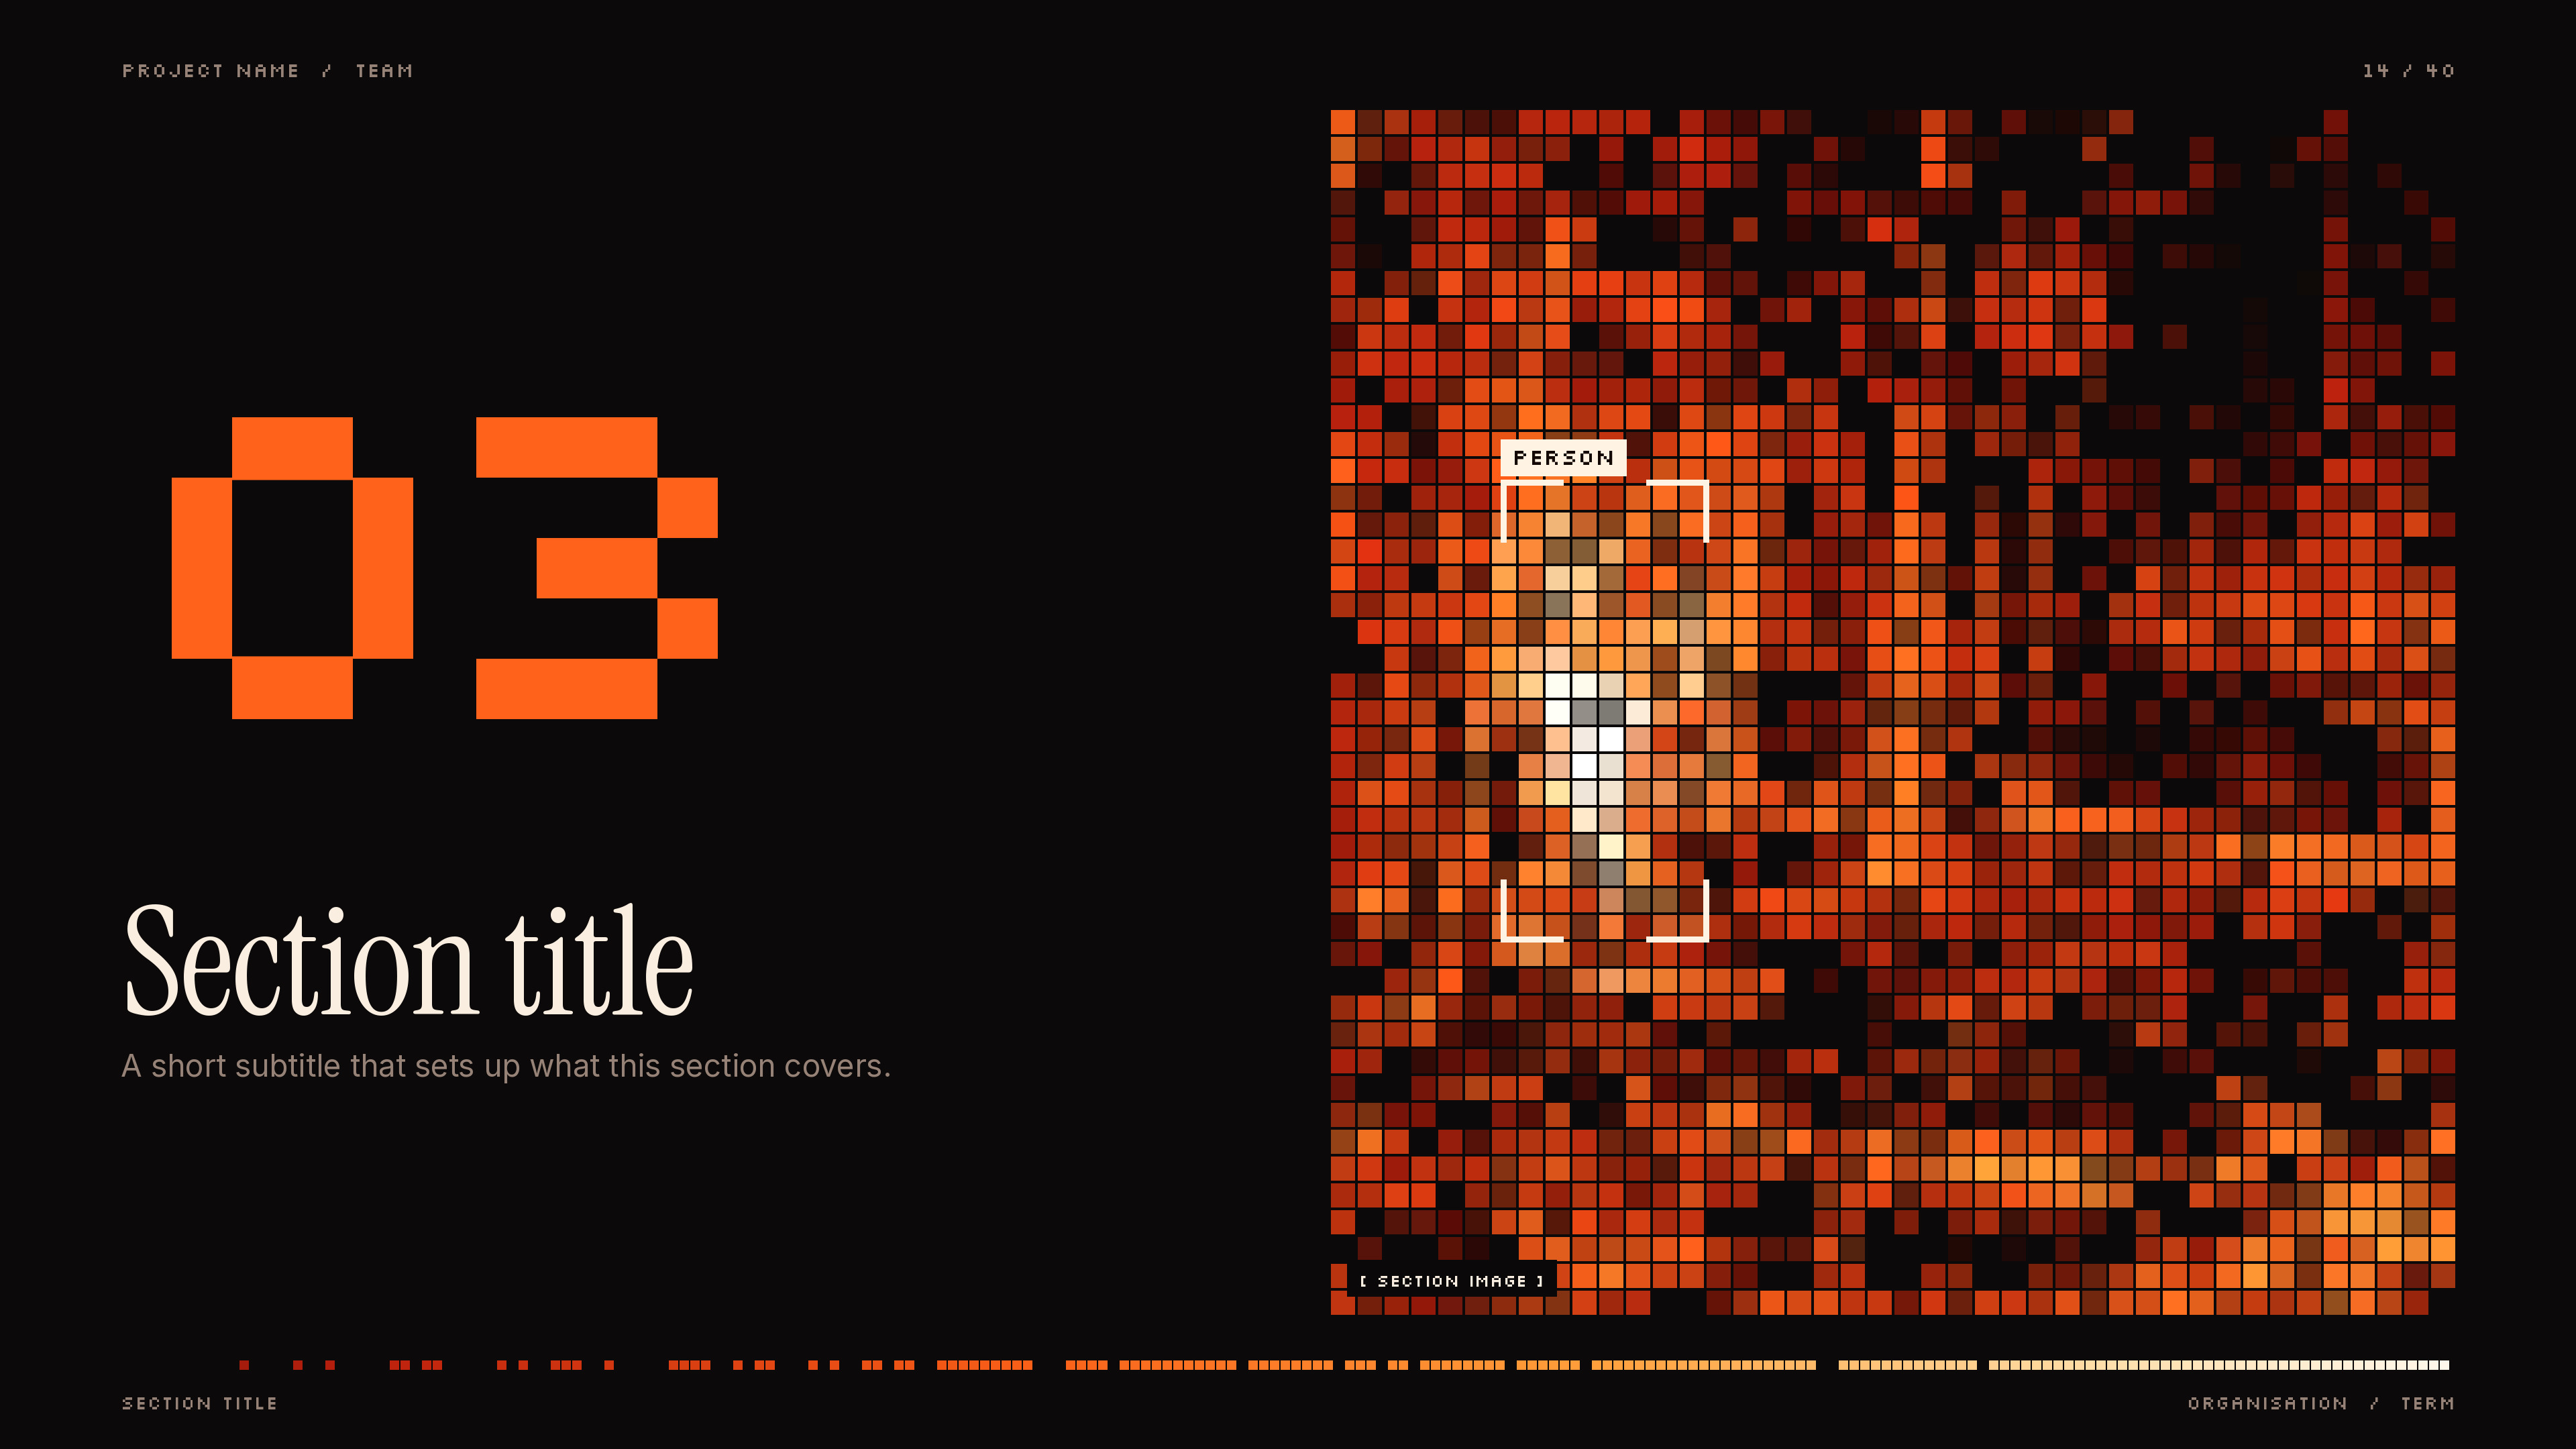 PROJECT NAME / TEAM
14 / 40
03
PERSON
Section title
A short subtitle that sets up what this section covers.
[ SECTION IMAGE ]
SECTION TITLE
ORGANISATION / TERM